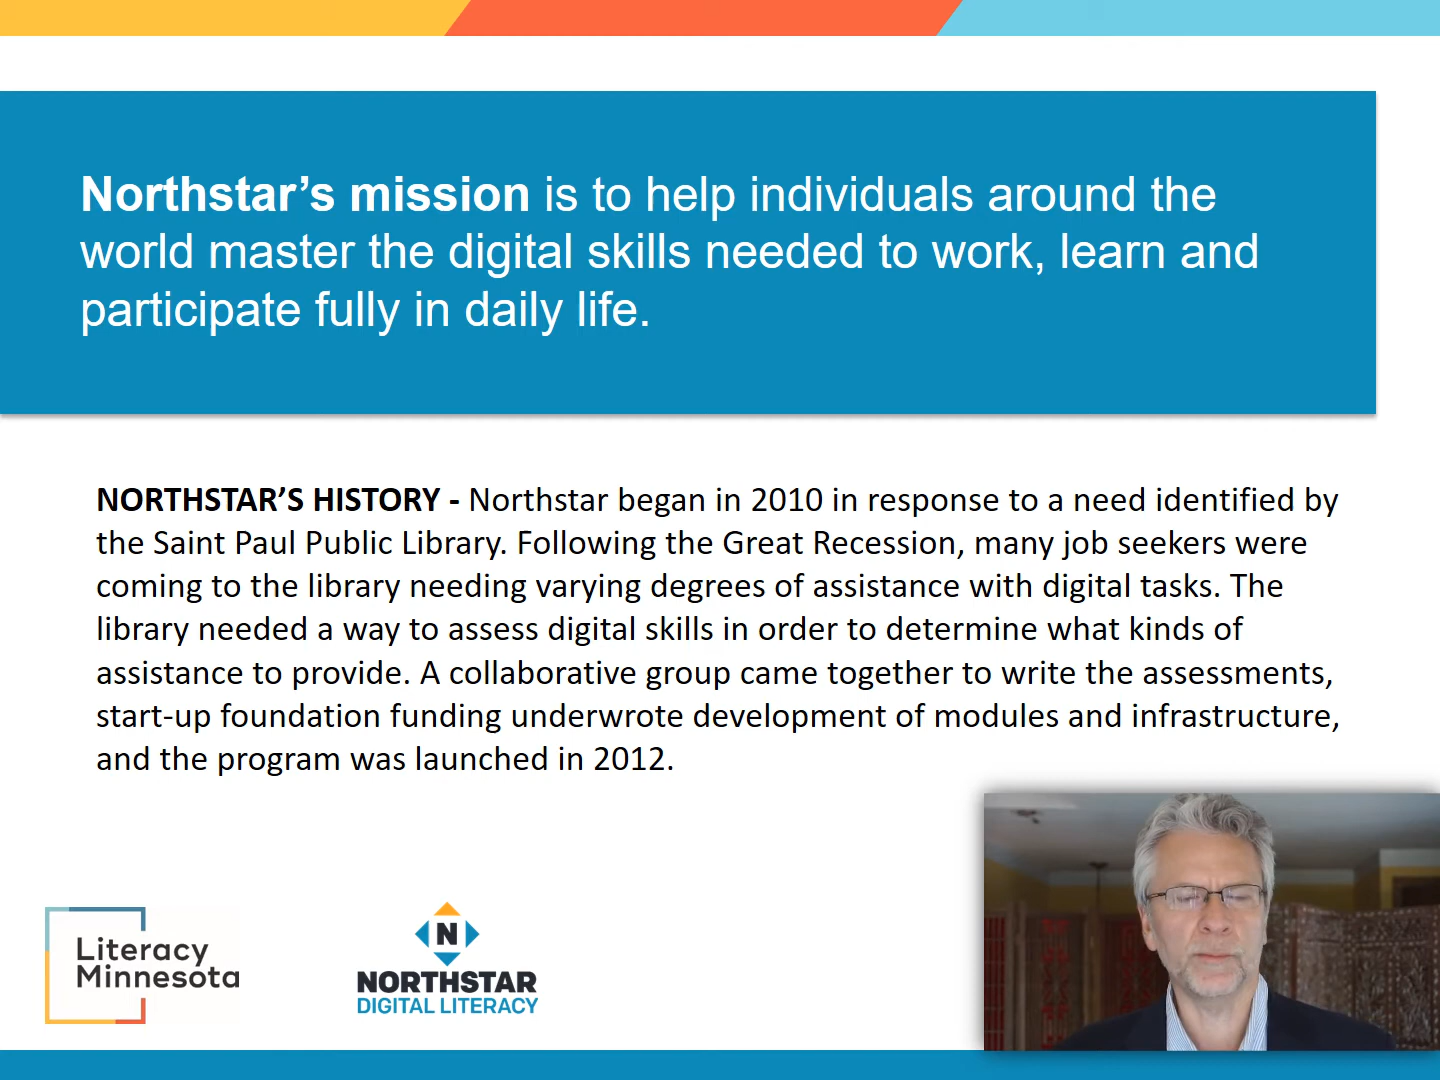 Northstar’s mission is to help individuals around the
world master the digital skills needed to work, learn and
participate fully in daily life.
NORTHSTAR’S HISTORY - Northstar began in 2010 in response to a need identified by
the Saint Paul Public Library. Following the Great Recession, many job seekers were
coming to the library needing varying degrees of assistance with digital tasks. The
library needed a way to assess digital skills in order to determine what kinds of
assistance to provide. A collaborative group came together to write the assessments,
start-up foundation funding underwrote development of modules and infrastructure,
and the program was launched in 2012.
Literacy
Minnesota
N
NORTHSTAR
DIGITAL LITERACY